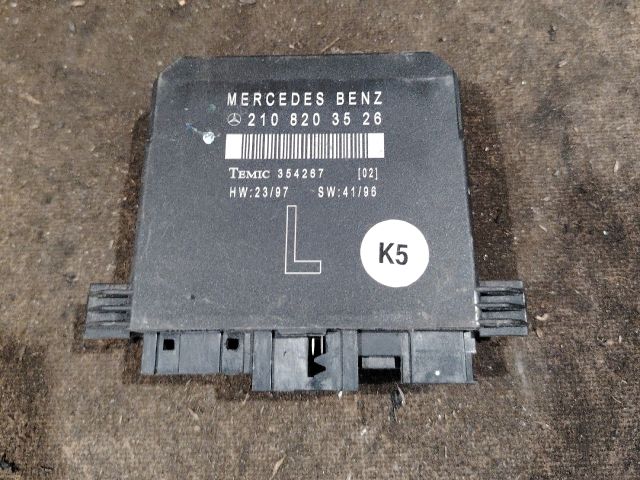 MERCEDES BENZ
210 820 35 26
TEMIC 354267 [02]
HW:23/97 SW:41/96
L
K5